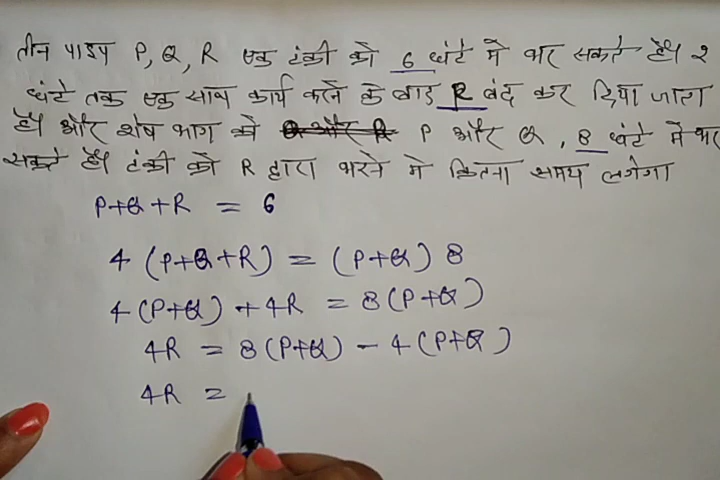 तीन पाइप P, Q, R एक टंकी को 6 घंटे मे भर सकते है। २
घंटे तक एक साथ कार्य करने के बाद R बंद कर दिया जाता
है। और शेष भाग को P और Q, 8 घंटे मे भर
सकते है। टंकी को R द्वारा भरने मे कितना समय लगेगा
P+Q+R = 6
4 (P+Q+R) = (P+Q) 8
4(P+Q) + 4R = 8(P+Q)
4R = 8(P+Q) - 4(P+Q)
4R =